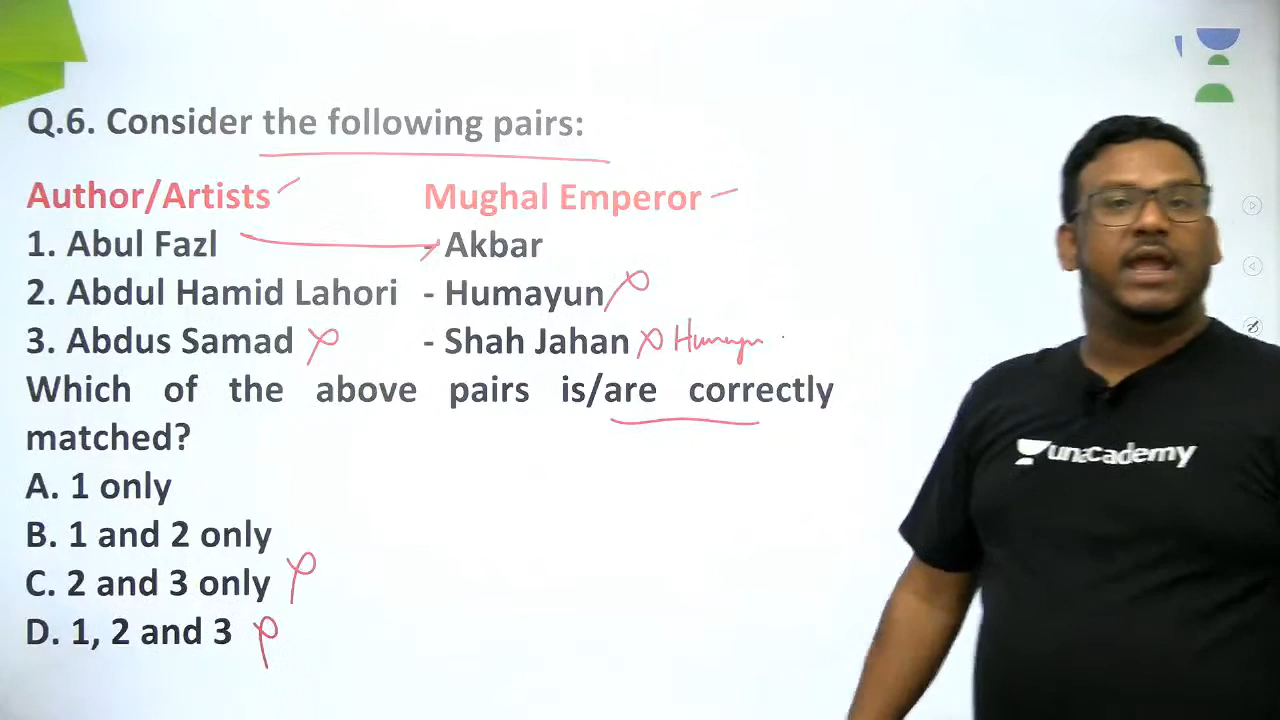 Q.6. Consider the following pairs:
Author/Artists Mughal Emperor
1. Abul Fazl - Akbar
2. Abdul Hamid Lahori - Humayun
3. Abdus Samad - Shah Jahan Humayun
Which of the above pairs is/are correctly
matched?
A. 1 only
B. 1 and 2 only
C. 2 and 3 only
D. 1, 2 and 3
unacademy